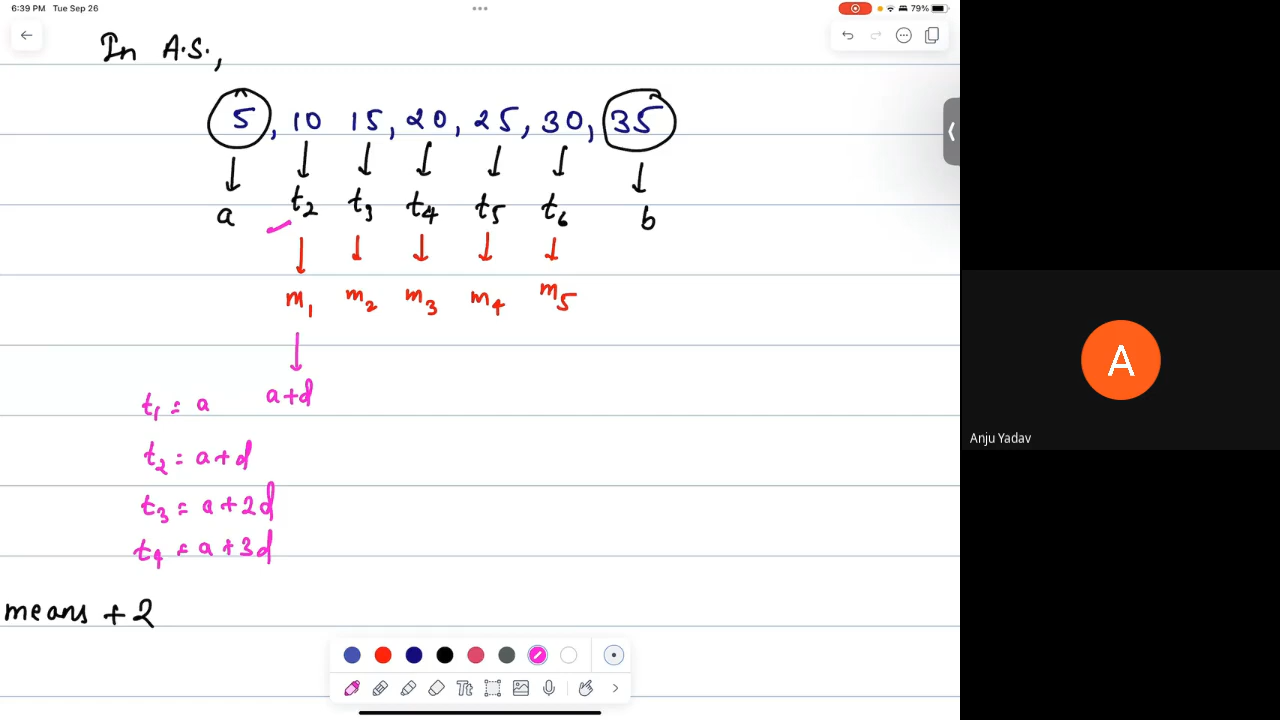 6:39 PM Tue Sep 26
79%
In A.S.,
5, 10 15, 20, 25, 30, 35
a t2 t3 t4 t5 t6 b
m1 m2 m3 m4 m5
a+d
t1 = a
t2 = a+d
t3 = a+2d
t4 = a+3d
means +2
Tt
A
Anju Yadav